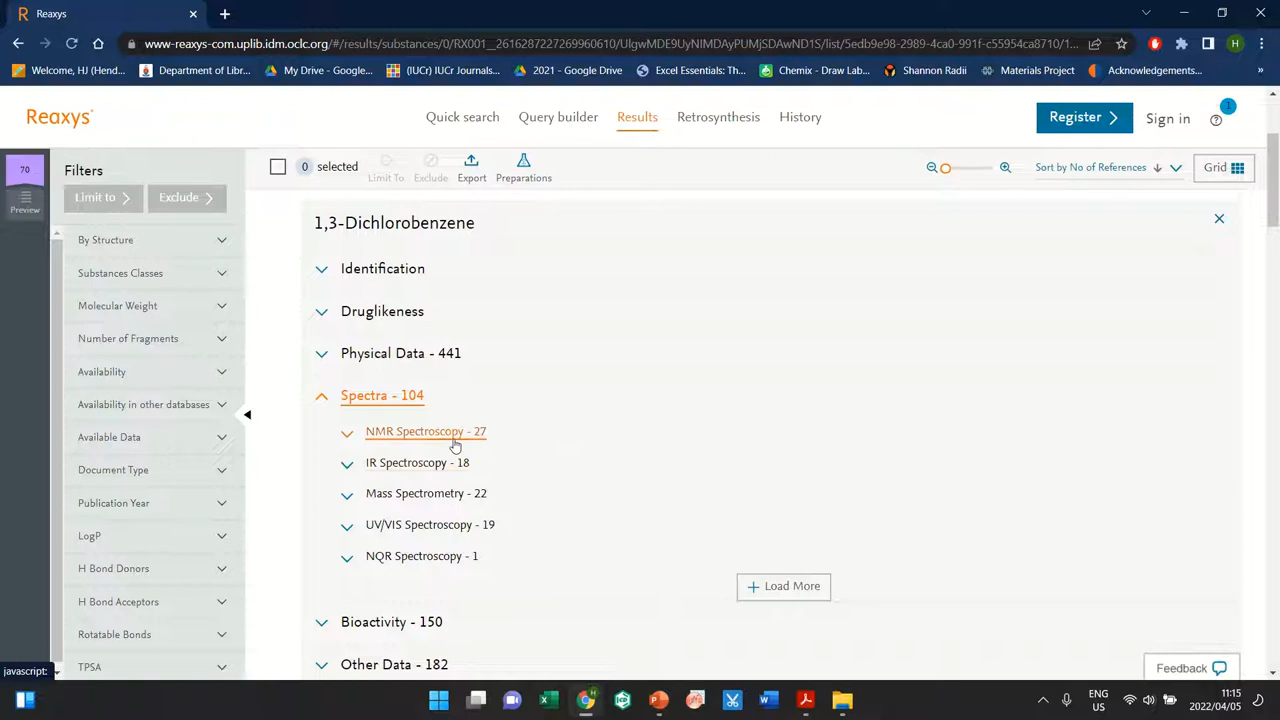 Reaxys
www-reaxys-com.uplib.idm.oclc.org/#/results/substances/0/RX001__2616287227269960610/UlgwMDE9UyNIMDAyPUMjSDAwND1S/list/5edb9e98-2989-4ca0-991f-c55954ca8710/1...
H
Welcome, HJ (Hend...
Department of Libr...
My Drive - Google...
(IUCr) IUCr Journals...
2021 - Google Drive
Excel Essentials: Th...
Chemix - Draw Lab...
Shannon Radii
Materials Project
Acknowledgements...
Reaxys
Quick search
Query builder
Results
Retrosynthesis
History
Register
Sign in
1
70
Preview
Filters
Limit to
Exclude
0 selected
Limit To
Exclude
Export
Preparations
Sort by No of References
Grid
By Structure
Substances Classes
Molecular Weight
Number of Fragments
Availability
Availability in other databases
Available Data
Document Type
Publication Year
LogP
H Bond Donors
H Bond Acceptors
Rotatable Bonds
TPSA
1,3-Dichlorobenzene
Identification
Druglikeness
Physical Data - 441
Spectra - 104
NMR Spectroscopy - 27
IR Spectroscopy - 18
Mass Spectrometry - 22
UV/VIS Spectroscopy - 19
NQR Spectroscopy - 1
Load More
Bioactivity - 150
Other Data - 182
Feedback
javascript:
ENG
US
11:15
2022/04/05